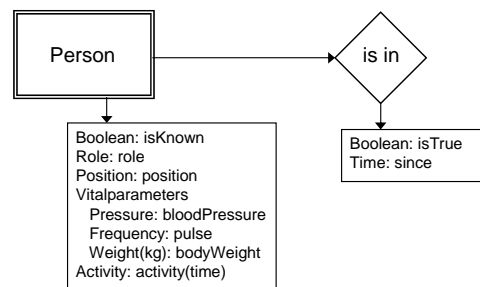 Person
is in
Boolean: isKnown
Role: role
Position: position
Vitalparameters
Pressure: bloodPressure
Frequency: pulse
Weight(kg): bodyWeight
Activity: activity(time)
Boolean: isTrue
Time: since